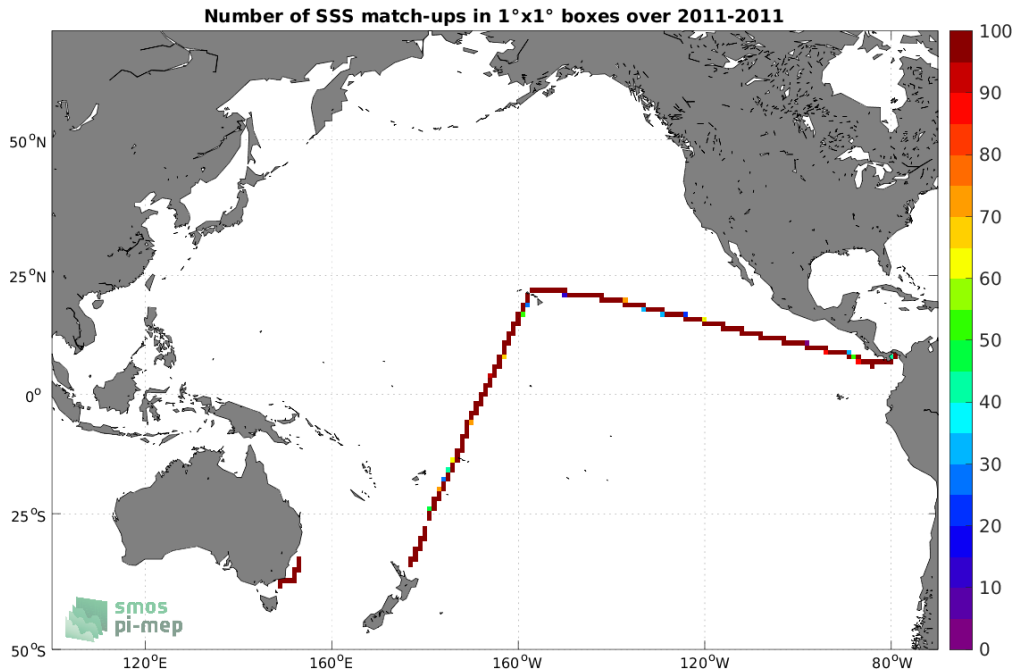 Number of SSS match-ups in 1°x1° boxes over 2011-2011
100
90
80
70
60
50
40
30
20
10
0
50°N
25°N
0°
25°S
50°S
120°E
160°E
160°W
120°W
80°W
smos
pi-mep